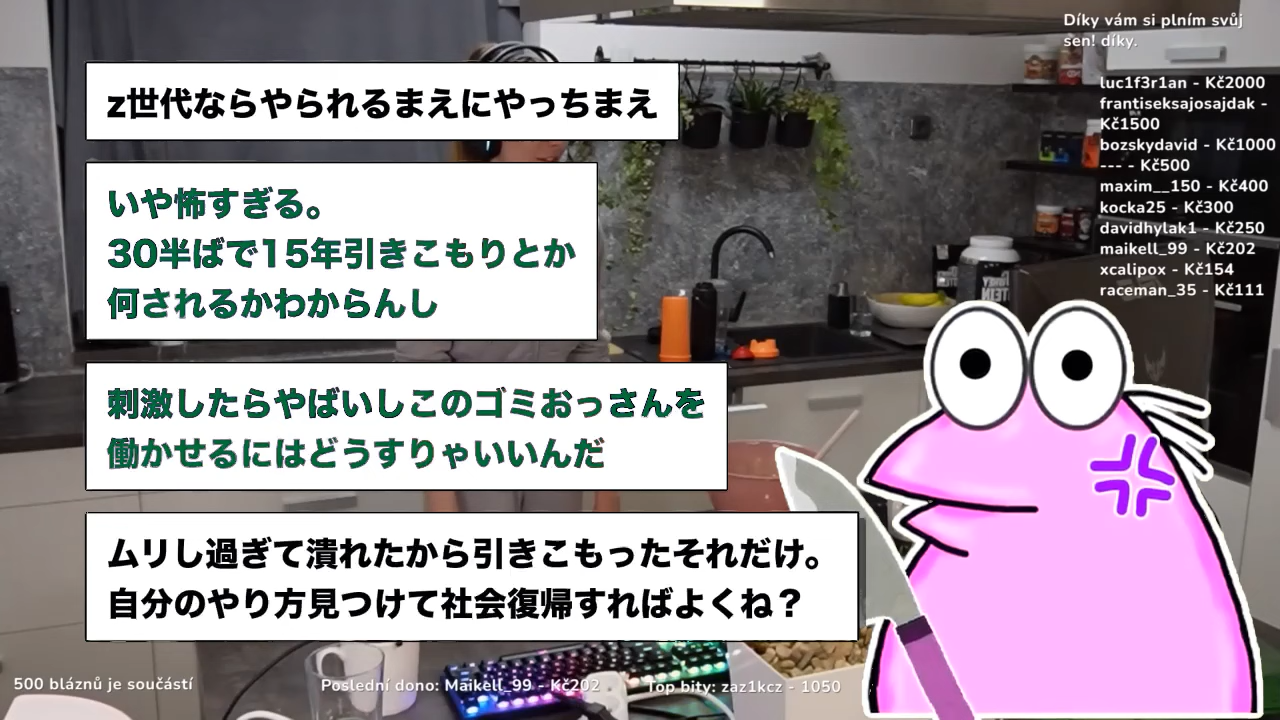 z世代ならやられるまえにやっちまえ
いや怖すぎる。
30半ばで15年引きこもりとか
何されるかわからんし
刺激したらやばいしこのゴミおっさんを
働かせるにはどうすりゃいいんだ
ムリし過ぎて潰れたから引きこもったそれだけ。
自分のやり方見つけて社会復帰すればよくね？
Díky vám si plním svůj
sen! díky.
luc1f3r1an - Kč2000
frantiseksajosajdak -
Kč1500
bozskydavid - Kč1000
--- - Kč500
maxim__150 - Kč400
kocka25 - Kč300
davidhylak1 - Kč250
maikell_99 - Kč202
xcalipox - Kč154
raceman_35 - Kč111
500 bláznů je součástí
Poslední dono: Maikell_99 - Kč202
Top bity: zaz1kcz - 1050